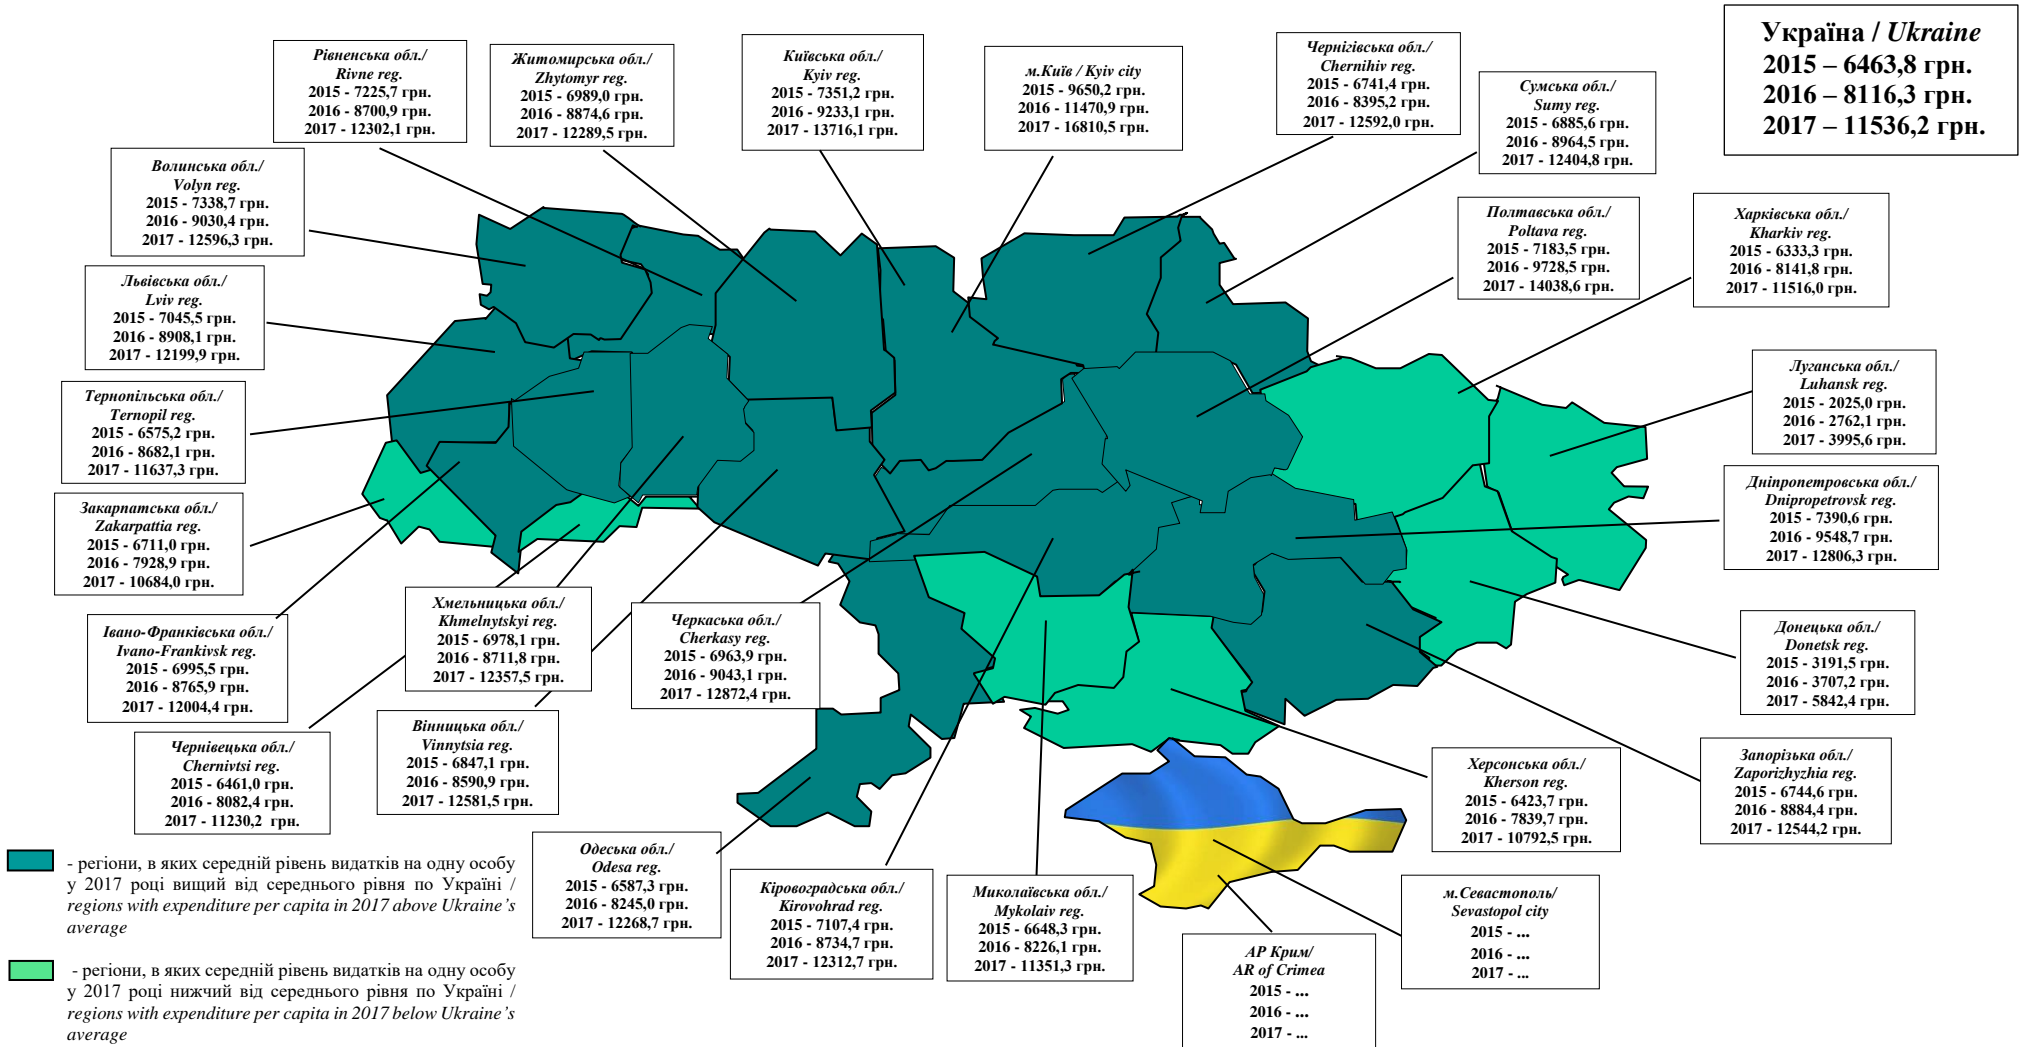 Україна / Ukraine
2015 – 6463,8 грн.
2016 – 8116,3 грн.
2017 – 11536,2 грн.
Рівненська обл./
Rivne reg.
2015 - 7225,7 грн.
2016 - 8700,9 грн.
2017 - 12302,1 грн.
Житомирська обл./
Zhytomyr reg.
2015 - 6989,0 грн.
2016 - 8874,6 грн.
2017 - 12289,5 грн.
Київська обл./
Kyiv reg.
2015 - 7351,2 грн.
2016 - 9233,1 грн.
2017 - 13716,1 грн.
м.Київ / Kyiv city
2015 - 9650,2 грн.
2016 - 11470,9 грн.
2017 - 16810,5 грн.
Чернігівська обл./
Chernihiv reg.
2015 - 6741,4 грн.
2016 - 8395,2 грн.
2017 - 12592,0 грн.
Сумська обл./
Sumy reg.
2015 - 6885,6 грн.
2016 - 8964,5 грн.
2017 - 12404,8 грн.
Волинська обл./
Volyn reg.
2015 - 7338,7 грн.
2016 - 9030,4 грн.
2017 - 12596,3 грн.
Полтавська обл./
Poltava reg.
2015 - 7183,5 грн.
2016 - 9728,5 грн.
2017 - 14038,6 грн.
Харківська обл./
Kharkiv reg.
2015 - 6333,3 грн.
2016 - 8141,8 грн.
2017 - 11516,0 грн.
Львівська обл./
Lviv reg.
2015 - 7045,5 грн.
2016 - 8908,1 грн.
2017 - 12199,9 грн.
Луганська обл./
Luhansk reg.
2015 - 2025,0 грн.
2016 - 2762,1 грн.
2017 - 3995,6 грн.
Тернопільська обл./
Ternopil reg.
2015 - 6575,2 грн.
2016 - 8682,1 грн.
2017 - 11637,3 грн.
Дніпропетровська обл./
Dnipropetrovsk reg.
2015 - 7390,6 грн.
2016 - 9548,7 грн.
2017 - 12806,3 грн.
Закарпатська обл./
Zakarpattia reg.
2015 - 6711,0 грн.
2016 - 7928,9 грн.
2017 - 10684,0 грн.
Івано-Франківська обл./
Ivano-Frankivsk reg.
2015 - 6995,5 грн.
2016 - 8765,9 грн.
2017 - 12004,4 грн.
Хмельницька обл./
Khmelnytskyi reg.
2015 - 6978,1 грн.
2016 - 8711,8 грн.
2017 - 12357,5 грн.
Черкаська обл./
Cherkasy reg.
2015 - 6963,9 грн.
2016 - 9043,1 грн.
2017 - 12872,4 грн.
Донецька обл./
Donetsk reg.
2015 - 3191,5 грн.
2016 - 3707,2 грн.
2017 - 5842,4 грн.
Чернівецька обл./
Chernivtsi reg.
2015 - 6461,0 грн.
2016 - 8082,4 грн.
2017 - 11230,2 грн.
Вінницька обл./
Vinnytsia reg.
2015 - 6847,1 грн.
2016 - 8590,9 грн.
2017 - 12581,5 грн.
Херсонська обл./
Kherson reg.
2015 - 6423,7 грн.
2016 - 7839,7 грн.
2017 - 10792,5 грн.
Запорізька обл./
Zaporizhyzhia reg.
2015 - 6744,6 грн.
2016 - 8884,4 грн.
2017 - 12544,2 грн.
Одеська обл./
Odesa reg.
2015 - 6587,3 грн.
2016 - 8245,0 грн.
2017 - 12268,7 грн.
Кіровоградська обл./
Kirovohrad reg.
2015 - 7107,4 грн.
2016 - 8734,7 грн.
2017 - 12312,7 грн.
Миколаївська обл./
Mykolaiv reg.
2015 - 6648,3 грн.
2016 - 8226,1 грн.
2017 - 11351,3 грн.
м.Севастополь/
Sevastopol city
2015 - ...
2016 - ...
2017 - ...
АР Крим/
AR of Crimea
2015 - ...
2016 - ...
2017 - ...
- регіони, в яких середній рівень видатків на одну особу
у 2017 році вищий від середнього рівня по Україні /
regions with expenditure per capita in 2017 above Ukraine's
average
- регіони, в яких середній рівень видатків на одну особу
у 2017 році нижчий від середнього рівня по Україні /
regions with expenditure per capita in 2017 below Ukraine's
average